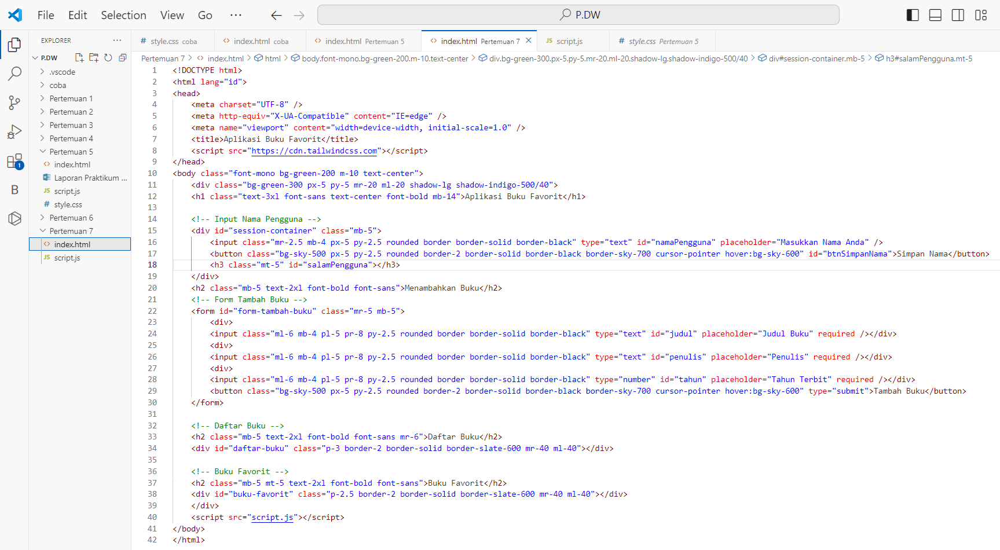 File Edit Selection View Go ··· P.DW
EXPLORER ···
P.DW
.vscode
coba
Pertemuan 1
Pertemuan 2
Pertemuan 3
Pertemuan 4
Pertemuan 5
index.html
Laporan Praktikum ...
JS script.js
# style.css
Pertemuan 6
Pertemuan 7
index.html
JS script.js
1
B
# style.css coba
index.html coba
index.html Pertemuan 5
index.html Pertemuan 7
JS script.js
# style.css Pertemuan 5
Pertemuan 7 > index.html > html > body.font-mono.bg-green-200.m-10.text-center > div.bg-green-300.px-5.py-5.mr-20.ml-20.shadow-lg.shadow-indigo-500/40 > div#session-container.mb-5 > h3#salamPengguna.mt-5
1 <!DOCTYPE html>
2 <html lang="id">
3 <head>
4 <meta charset="UTF-8" />
5 <meta http-equiv="X-UA-Compatible" content="IE=edge" />
6 <meta name="viewport" content="width=device-width, initial-scale=1.0" />
7 <title>Aplikasi Buku Favorit</title>
8 <script src="https://cdn.tailwindcss.com"></script>
9 </head>
10 <body class="font-mono bg-green-200 m-10 text-center">
11 <div class="bg-green-300 px-5 py-5 mr-20 ml-20 shadow-lg shadow-indigo-500/40">
12 <h1 class="text-3xl font-sans text-center font-bold mb-14">Aplikasi Buku Favorit</h1>
13
14 <!-- Input Nama Pengguna -->
15 <div id="session-container" class="mb-5">
16 <input class="mr-2.5 mb-4 px-5 py-2.5 rounded border border-solid border-black" type="text" id="namaPengguna" placeholder="Masukkan Nama Anda" />
17 <button class="bg-sky-500 px-5 py-2.5 rounded border-2 border-solid border-black border-sky-700 cursor-pointer hover:bg-sky-600" id="btnSimpanNama">Simpan Nama</button>
18 <h3 class="mt-5" id="salamPengguna"></h3>
19 </div>
20 <h2 class="mb-5 text-2xl font-bold font-sans">Menambahkan Buku</h2>
21 <!-- Form Tambah Buku -->
22 <form id="form-tambah-buku" class="mr-5 mb-5">
23 <div>
24 <input class="ml-6 mb-4 pl-5 pr-8 py-2.5 rounded border border-solid border-black" type="text" id="judul" placeholder="Judul Buku" required /></div>
25 <div>
26 <input class="ml-6 mb-4 pl-5 pr-8 py-2.5 rounded border border-solid border-black" type="text" id="penulis" placeholder="Penulis" required /></div>
27 <div>
28 <input class="ml-6 mb-4 pl-5 pr-8 py-2.5 rounded border border-solid border-black" type="number" id="tahun" placeholder="Tahun Terbit" required /></div>
29 <button class="bg-sky-500 px-5 py-2.5 rounded border-2 border-solid border-black border-sky-700 cursor-pointer hover:bg-sky-600" type="submit">Tambah Buku</button>
30 </form>
31
32 <!-- Daftar Buku -->
33 <h2 class="mb-5 text-2xl font-bold font-sans mr-6">Daftar Buku</h2>
34 <div id="daftar-buku" class="p-3 border-2 border-solid border-slate-600 mr-40 ml-40"></div>
35
36 <!-- Buku Favorit -->
37 <h2 class="mb-5 mt-5 text-2xl font-bold font-sans">Buku Favorit</h2>
38 <div id="buku-favorit" class="p-2.5 border-2 border-solid border-slate-600 mr-40 ml-40"></div>
39 </div>
40 <script src="script.js"></script>
41 </body>
42 </html>